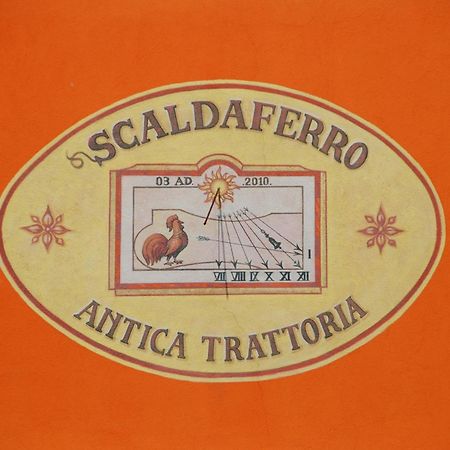 SCALDAFERRO
03 AD. .2010.
I
VII VIII IX X XI XII
ANTICA TRATTORIA